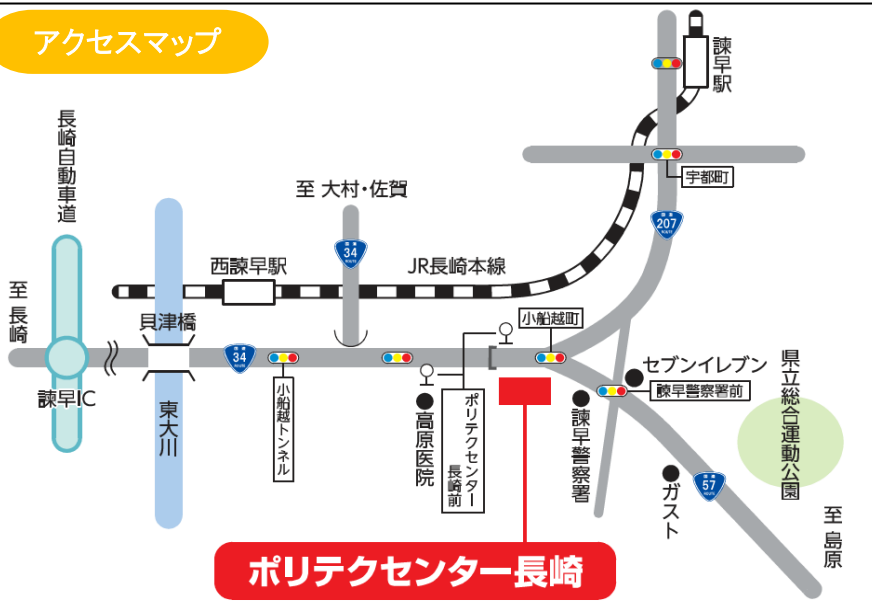 アクセスマップ
諫早駅
長崎自動車道
宇都町
至 大村・佐賀
207
34
西諫早駅
JR長崎本線
至 長崎
貝津橋
小船越町
34
セブンイレブン
諫早警察署前
県立総合運動公園
諫早IC
東大川
小船越トンネル
高原医院
ポリテクセンター
長崎前
諫早警察署
ガスト
57
至 島原
ポリテクセンター長崎